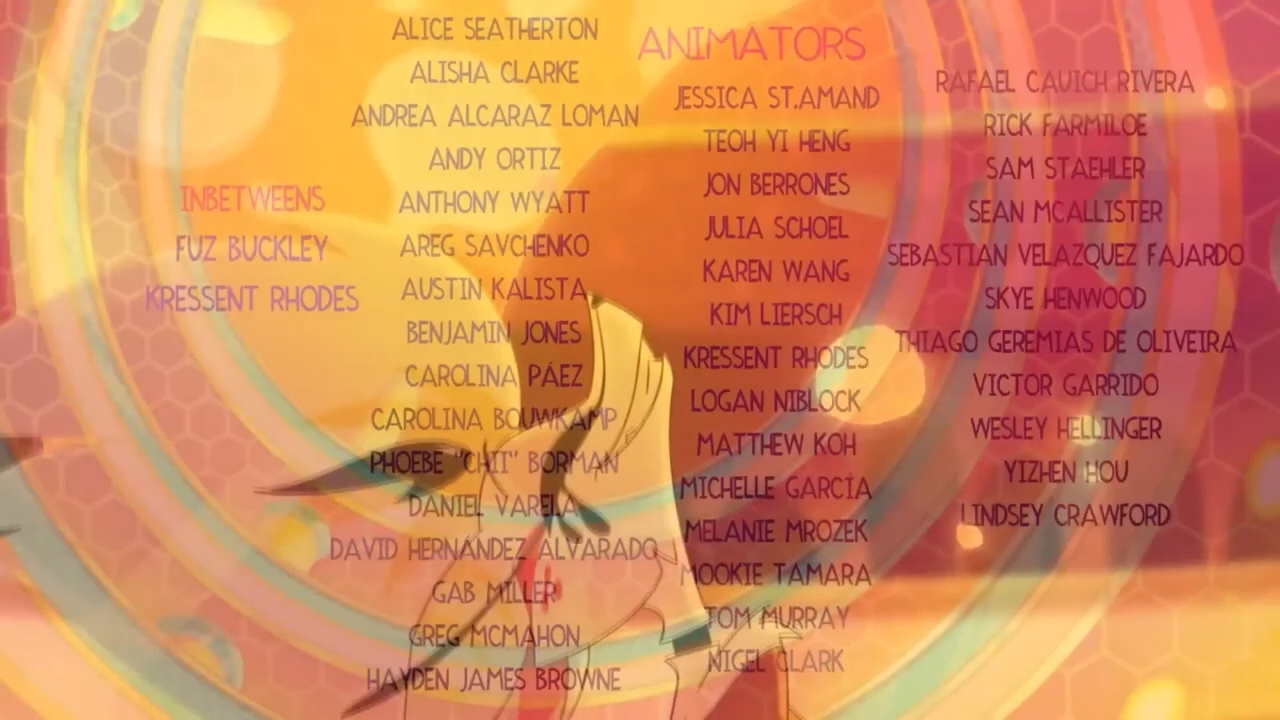 INBETWEENS
FUZ BUCKLEY
KRESSENT RHODES
ANIMATORS
ALICE SEATHERTON
ALISHA CLARKE
ANDREA ALCARAZ LOMAN
ANDY ORTIZ
ANTHONY WYATT
AREG SAVCHENKO
AUSTIN KALISTA
BENJAMIN JONES
CAROLINA PÁEZ
CAROLINA BOUWKAMP
PHOEBE "CHII" BORMAN
DANIEL VARELA
DAVID HERNÁNDEZ ALVARADO
GAB MILLER
GREG MCMAHON
HAYDEN JAMES BROWNE
JESSICA ST.AMAND
TEOH YI HENG
JON BERRONES
JULIA SCHOEL
KAREN WANG
KIM LIERSCH
KRESSENT RHODES
LOGAN NIBLOCK
MATTHEW KOH
MICHELLE GARCÍA
MELANIE MROZEK
MOOKIE TAMARA
TOM MURRAY
NIGEL CLARK
RAFAEL CAUICH RIVERA
RICK FARMILOE
SAM STAEHLER
SEAN MCALLISTER
SEBASTIAN VELAZQUEZ FAJARDO
SKYE HENWOOD
THIAGO GEREMIAS DE OLIVEIRA
VICTOR GARRIDO
WESLEY HELLINGER
YIZHEN HOU
LINDSEY CRAWFORD